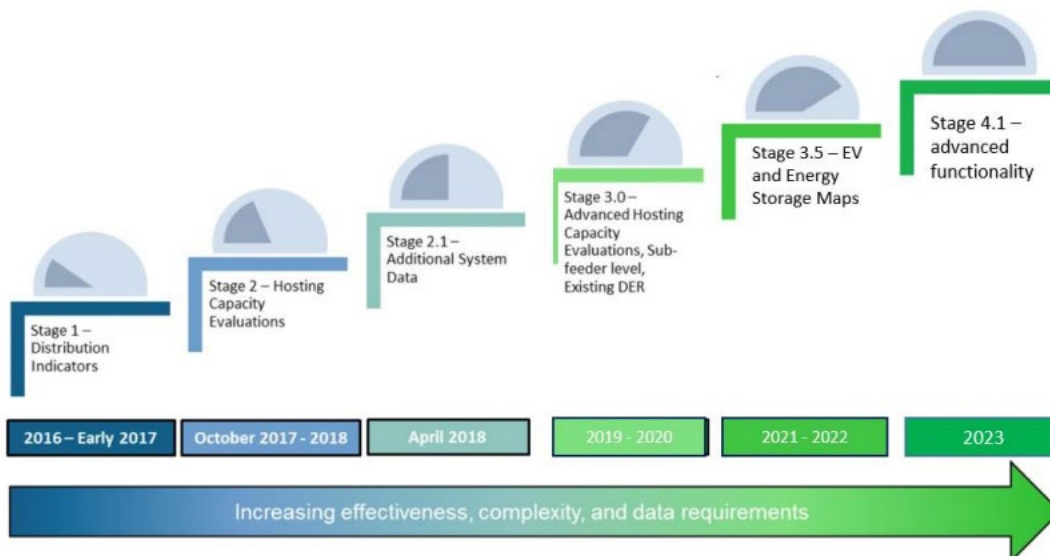 Stage 1 –
Distribution
Indicators
Stage 2 – Hosting
Capacity
Evaluations
Stage 2.1 –
Additional System
Data
Stage 3.0 –
Advanced Hosting
Capacity
Evaluations, Sub-
feeder level,
Existing DER
Stage 3.5 – EV
and Energy
Storage Maps
Stage 4.1 –
advanced
functionality
2016 – Early 2017
October 2017 - 2018
April 2018
2019 - 2020
2021 - 2022
2023
Increasing effectiveness, complexity, and data requirements